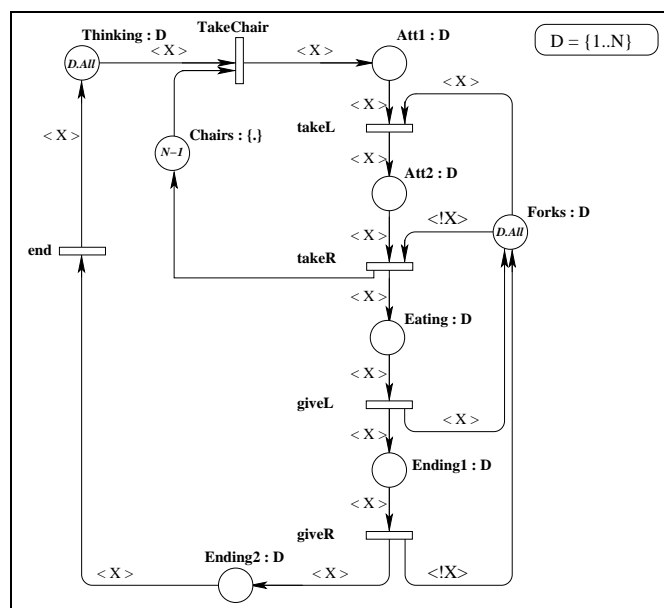 Thinking : D
< X >
TakeChair
< X >
Att1 : D
D = {1..N}
D.All
< X >
< X >
takeL
< X >
Chairs : {.}
N−1
< X >
Att2 : D
<!X>
Forks : D
D.All
< X >
end
takeR
< X >
Eating : D
< X >
giveL
< X >
< X >
Ending1 : D
< X >
giveR
Ending2 : D
< X >
< X >
<!X>